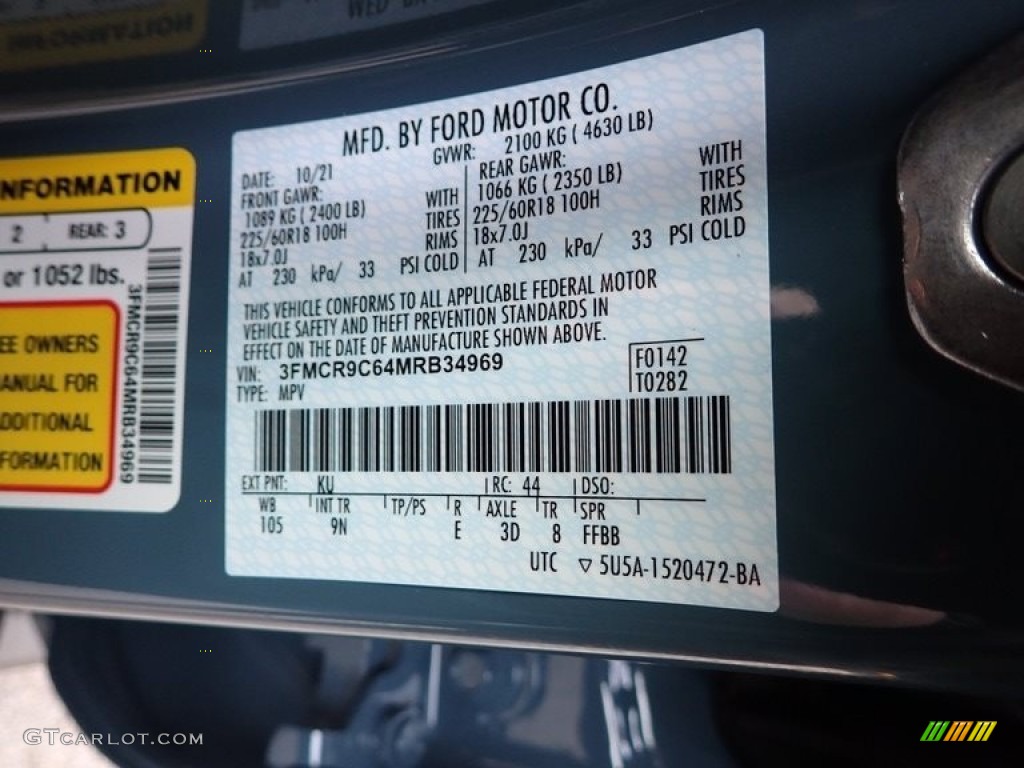 NFORMATION
2 REAR: 3
or 1052 lbs.
EE OWNERS
ANUAL FOR
ADDITIONAL
FORMATION
3FMCR9C64MRB34969
MFD. BY FORD MOTOR CO.
DATE: 10/21 GVWR: 2100 KG ( 4630 LB)
FRONT GAWR: WITH
1089 KG ( 2400 LB) TIRES
225/60R18 100H RIMS
18x7.0J
AT 230 kPa/ 33 PSI COLD
REAR GAWR: WITH
1066 KG ( 2350 LB) TIRES
225/60R18 100H RIMS
18x7.0J
AT 230 kPa/ 33 PSI COLD
THIS VEHICLE CONFORMS TO ALL APPLICABLE FEDERAL MOTOR
VEHICLE SAFETY AND THEFT PREVENTION STANDARDS IN
EFFECT ON THE DATE OF MANUFACTURE SHOWN ABOVE.
VIN: 3FMCR9C64MRB34969
TYPE: MPV
F0142
T0282
EXT PNT: KU RC: 44 DSO:
WB INT TR TP/PS R AXLE TR SPR
105 9N E 3D 8 FFBB
UTC ▽ 5U5A-1520472-BA
GTCARLOT.COM